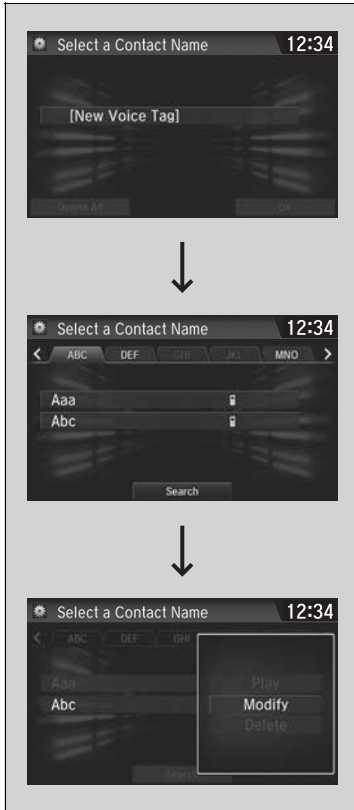 Select a Contact Name 12:34
[New Voice Tag]
Delete All OK
Select a Contact Name 12:34
< ABC DEF GHI JKL MNO >
Aaa
Abc
Search
Select a Contact Name 12:34
< ABC DEF GHI
Aaa Play
Abc Modify
Delete
Search